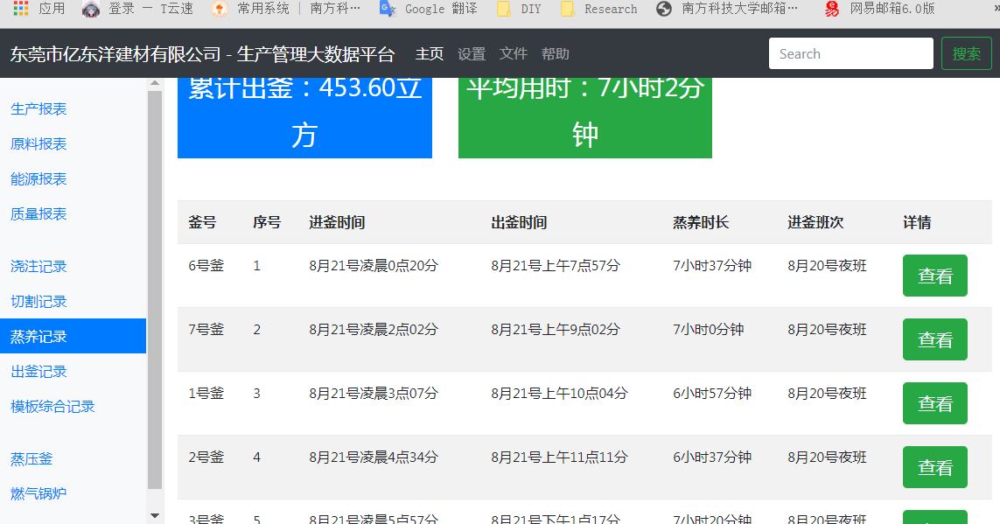 应用 登录 — T云速 常用系统 | 南方科… Google 翻译 DIY Research 南方科技大学邮箱… 网易邮箱6.0版 »
东莞市亿东洋建材有限公司 - 生产管理大数据平台 主页 设置 文件 帮助 Search 搜索
累计出釜：453.60立方
平均用时：7小时2分钟
生产报表
原料报表
能源报表
质量报表
浇注记录
切割记录
蒸养记录
出釜记录
模板综合记录
蒸压釜
燃气锅炉
釜号 序号 进釜时间 出釜时间 蒸养时长 进釜班次 详情
6号釜 1 8月21号凌晨0点20分 8月21号上午7点57分 7小时37分钟 8月20号夜班 查看
7号釜 2 8月21号凌晨2点02分 8月21号上午9点02分 7小时0分钟 8月20号夜班 查看
1号釜 3 8月21号凌晨3点07分 8月21号上午10点04分 6小时57分钟 8月20号夜班 查看
2号釜 4 8月21号凌晨4点34分 8月21号上午11点11分 6小时37分钟 8月20号夜班 查看
3号釜 5 8月21号凌晨5点57分 8月21号下午1点17分 7小时20分钟 8月20号夜班